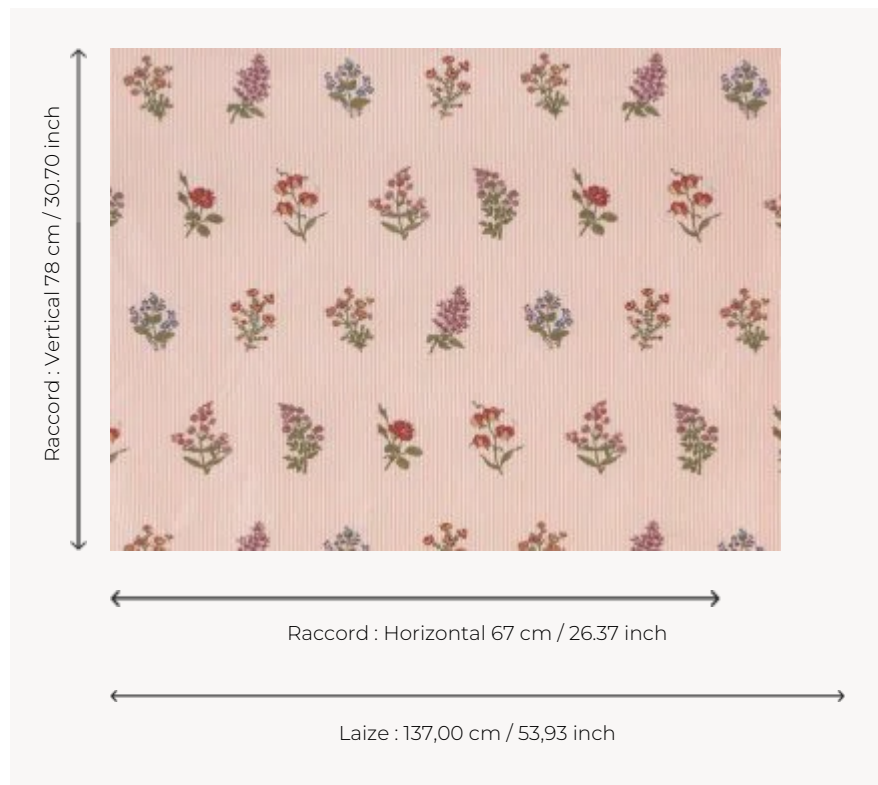 Raccord : Vertical 78 cm / 30.70 inch
Raccord : Horizontal 67 cm / 26.37 inch
Laize : 137,00 cm / 53,93 inch